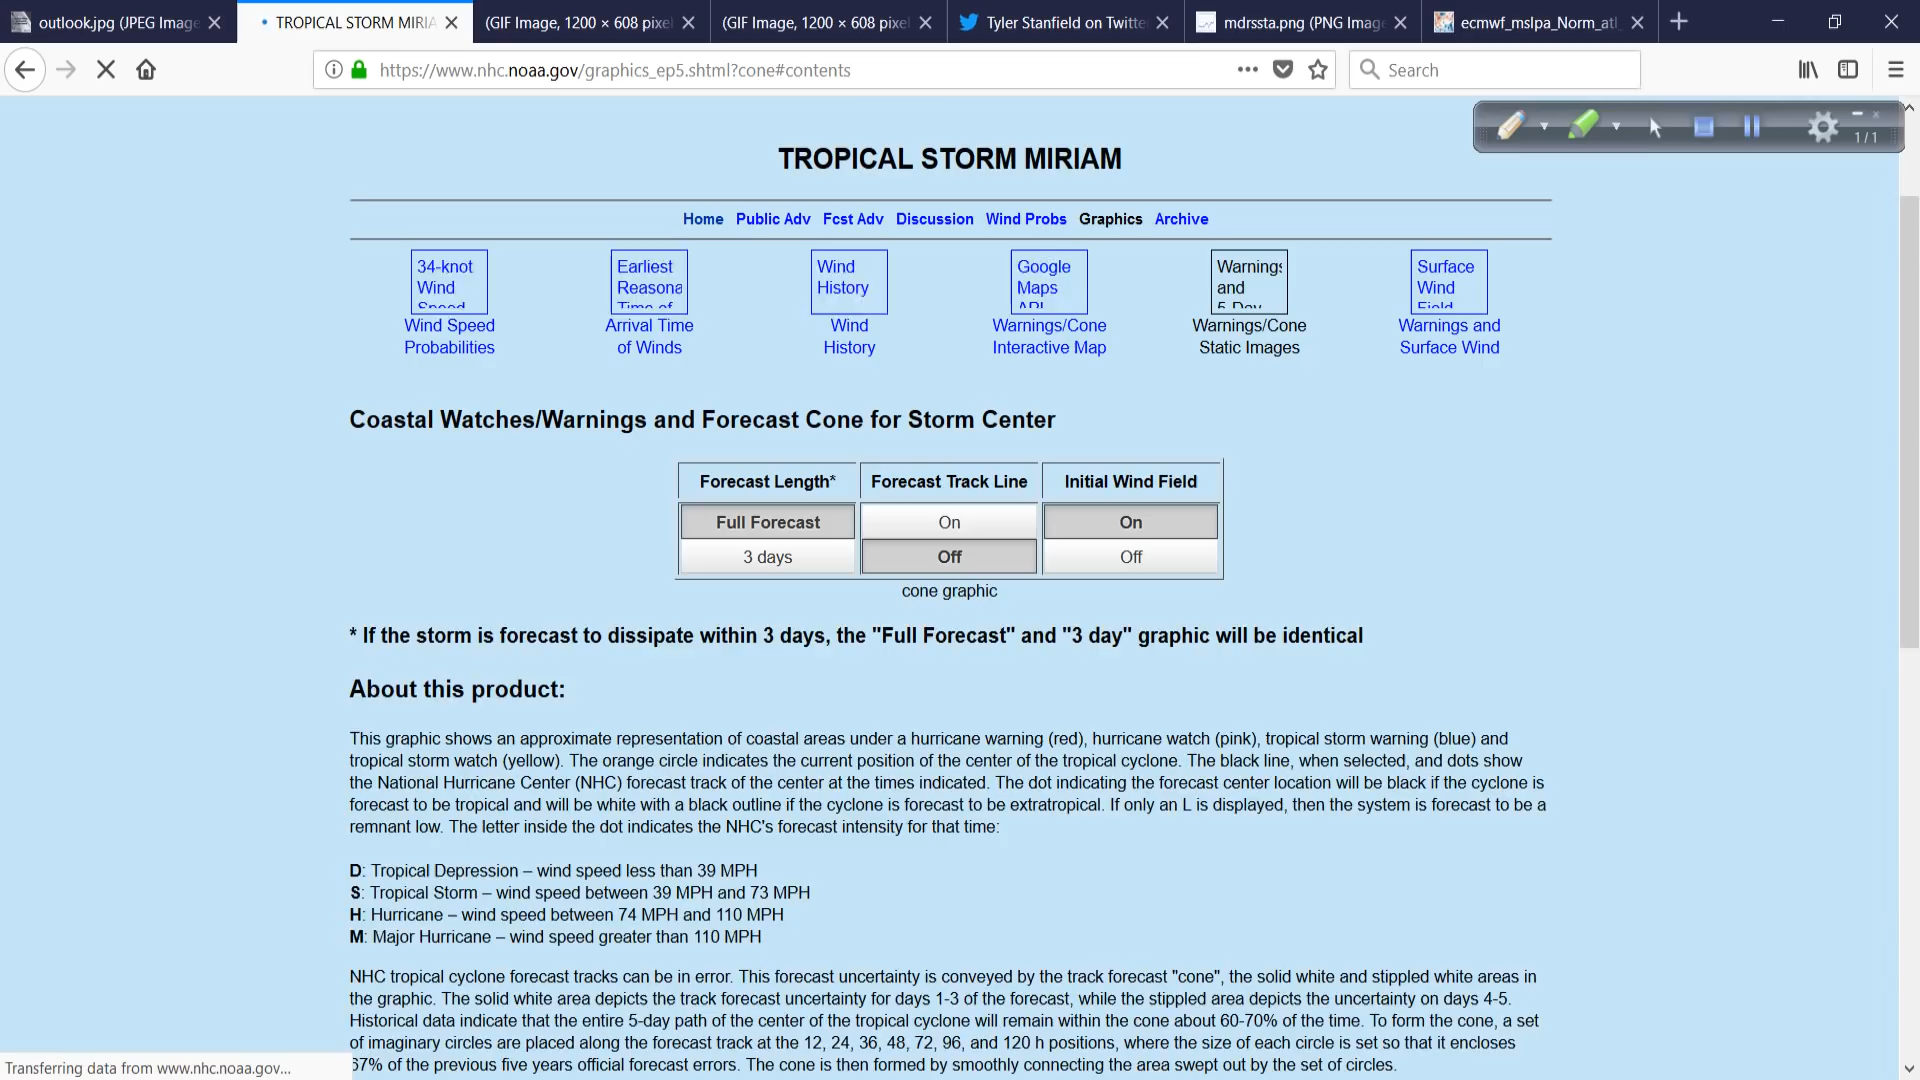 outlook.jpg (JPEG Imag
TROPICAL STORM MIRIA
(GIF Image, 1200 × 608 pixel
(GIF Image, 1200 × 608 pixel
Tyler Stanfield on Twitte
mdrssta.png (PNG Image
ecmwf_mslpa_Norm_atl
https://www.nhc.noaa.gov/graphics_ep5.shtml?cone#contents
Search
1/1
TROPICAL STORM MIRIAM
Home Public Adv Fcst Adv Discussion Wind Probs Graphics Archive
34-knot
Wind
Speed
Wind Speed
Probabilities
Earliest
Reasona
Time of
Arrival Time
of Winds
Wind
History
Wind
History
Google
Maps
API
Warnings/Cone
Interactive Map
Warnings
and
5-Day
Warnings/Cone
Static Images
Surface
Wind
Field
Warnings and
Surface Wind
Coastal Watches/Warnings and Forecast Cone for Storm Center
Forecast Length* Forecast Track Line Initial Wind Field
Full Forecast On On
3 days Off Off
cone graphic
* If the storm is forecast to dissipate within 3 days, the "Full Forecast" and "3 day" graphic will be identical
About this product:
This graphic shows an approximate representation of coastal areas under a hurricane warning (red), hurricane watch (pink), tropical storm warning (blue) and
tropical storm watch (yellow). The orange circle indicates the current position of the center of the tropical cyclone. The black line, when selected, and dots show
the National Hurricane Center (NHC) forecast track of the center at the times indicated. The dot indicating the forecast center location will be black if the cyclone is
forecast to be tropical and will be white with a black outline if the cyclone is forecast to be extratropical. If only an L is displayed, then the system is forecast to be a
remnant low. The letter inside the dot indicates the NHC's forecast intensity for that time:
D: Tropical Depression – wind speed less than 39 MPH
S: Tropical Storm – wind speed between 39 MPH and 73 MPH
H: Hurricane – wind speed between 74 MPH and 110 MPH
M: Major Hurricane – wind speed greater than 110 MPH
NHC tropical cyclone forecast tracks can be in error. This forecast uncertainty is conveyed by the track forecast "cone", the solid white and stippled white areas in
the graphic. The solid white area depicts the track forecast uncertainty for days 1-3 of the forecast, while the stippled area depicts the uncertainty on days 4-5.
Historical data indicate that the entire 5-day path of the center of the tropical cyclone will remain within the cone about 60-70% of the time. To form the cone, a set
of imaginary circles are placed along the forecast track at the 12, 24, 36, 48, 72, 96, and 120 h positions, where the size of each circle is set so that it encloses
67% of the previous five years official forecast errors. The cone is then formed by smoothly connecting the area swept out by the set of circles.
Transferring data from www.nhc.noaa.gov...